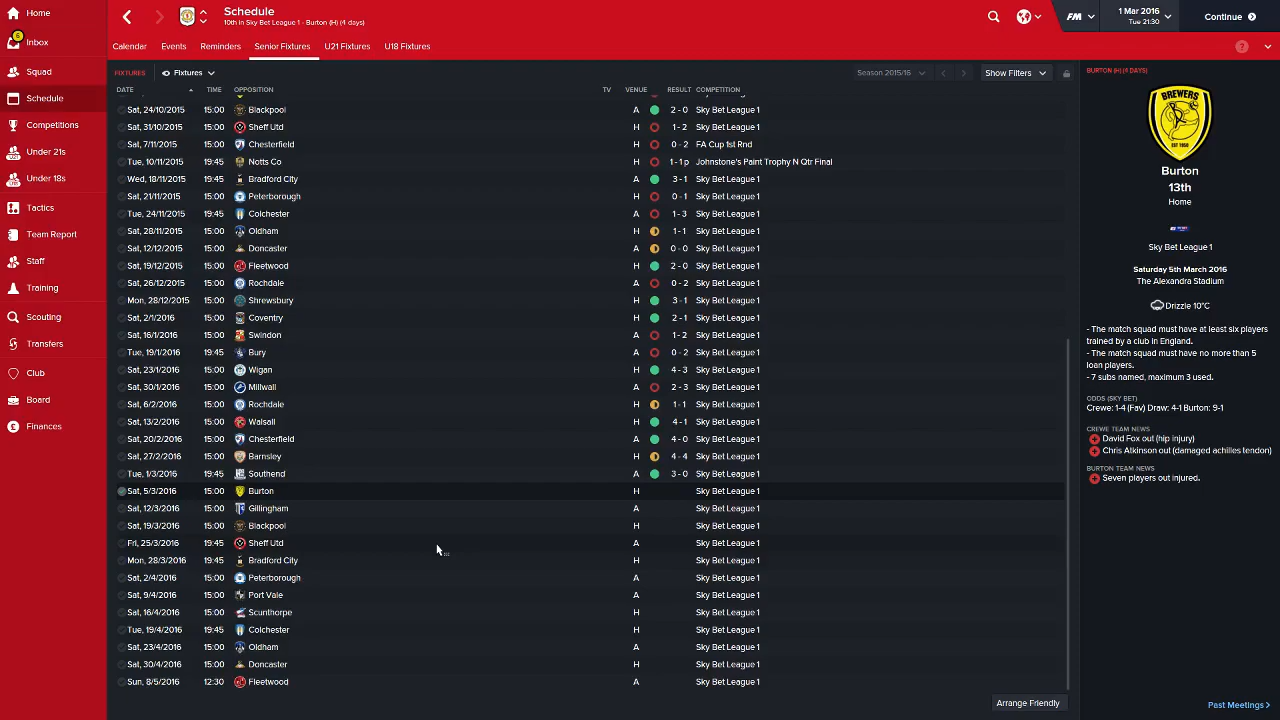 Home
6
Inbox
Squad
Schedule
Competitions
Under 21s
Under 18s
Tactics
Team Report
Staff
Training
Scouting
Transfers
Club
Board
Finances
Schedule
10th in Sky Bet League 1 - Burton (H) (4 days)
FM
1 Mar 2016
Tue 21:30
Continue
Calendar Events Reminders Senior Fixtures U21 Fixtures U18 Fixtures
?
FIXTURES Fixtures Season 2015/16 Show Filters
DATE TIME OPPOSITION TV VENUE RESULT COMPETITION
Sat, 24/10/2015 15:00 Blackpool A 2 - 0 Sky Bet League 1
Sat, 31/10/2015 15:00 Sheff Utd H 1 - 2 Sky Bet League 1
Sat, 7/11/2015 15:00 Chesterfield H 0 - 2 FA Cup 1st Rnd
Tue, 10/11/2015 19:45 Notts Co H 1 - 1 p Johnstone's Paint Trophy N Qtr Final
Wed, 18/11/2015 19:45 Bradford City A 3 - 1 Sky Bet League 1
Sat, 21/11/2015 15:00 Peterborough H 0 - 1 Sky Bet League 1
Tue, 24/11/2015 19:45 Colchester A 1 - 3 Sky Bet League 1
Sat, 28/11/2015 15:00 Oldham H 1 - 1 Sky Bet League 1
Sat, 12/12/2015 15:00 Doncaster A 0 - 0 Sky Bet League 1
Sat, 19/12/2015 15:00 Fleetwood H 2 - 0 Sky Bet League 1
Sat, 26/12/2015 15:00 Rochdale A 0 - 2 Sky Bet League 1
Mon, 28/12/2015 15:00 Shrewsbury H 3 - 1 Sky Bet League 1
Sat, 2/1/2016 15:00 Coventry H 2 - 1 Sky Bet League 1
Sat, 16/1/2016 15:00 Swindon A 1 - 2 Sky Bet League 1
Tue, 19/1/2016 19:45 Bury A 0 - 2 Sky Bet League 1
Sat, 23/1/2016 15:00 Wigan H 4 - 3 Sky Bet League 1
Sat, 30/1/2016 15:00 Millwall A 2 - 3 Sky Bet League 1
Sat, 6/2/2016 15:00 Rochdale H 1 - 1 Sky Bet League 1
Sat, 13/2/2016 15:00 Walsall H 4 - 1 Sky Bet League 1
Sat, 20/2/2016 15:00 Chesterfield A 4 - 0 Sky Bet League 1
Sat, 27/2/2016 15:00 Barnsley H 4 - 4 Sky Bet League 1
Tue, 1/3/2016 19:45 Southend A 3 - 0 Sky Bet League 1
Sat, 5/3/2016 15:00 Burton H Sky Bet League 1
Sat, 12/3/2016 15:00 Gillingham A Sky Bet League 1
Sat, 19/3/2016 15:00 Blackpool H Sky Bet League 1
Fri, 25/3/2016 19:45 Sheff Utd A Sky Bet League 1
Mon, 28/3/2016 19:45 Bradford City H Sky Bet League 1
Sat, 2/4/2016 15:00 Peterborough A Sky Bet League 1
Sat, 9/4/2016 15:00 Port Vale A Sky Bet League 1
Sat, 16/4/2016 15:00 Scunthorpe H Sky Bet League 1
Tue, 19/4/2016 19:45 Colchester H Sky Bet League 1
Sat, 23/4/2016 15:00 Oldham A Sky Bet League 1
Sat, 30/4/2016 15:00 Doncaster H Sky Bet League 1
Sun, 8/5/2016 12:30 Fleetwood A Sky Bet League 1
Arrange Friendly
BURTON (H) (4 DAYS)
BREWERS
EST 1950
Burton
13th
Home
Sky Bet League 1
Saturday 5th March 2016
The Alexandra Stadium
Drizzle 10°C
- The match squad must have at least six players
trained by a club in England.
- The match squad must have no more than 5
loan players.
- 7 subs named, maximum 3 used.
ODDS (SKY BET)
Crewe: 1-4 (Fav) Draw: 4-1 Burton: 9-1
CREWE TEAM NEWS
David Fox out (hip injury)
Chris Atkinson out (damaged achilles tendon)
BURTON TEAM NEWS
Seven players out injured.
Past Meetings >